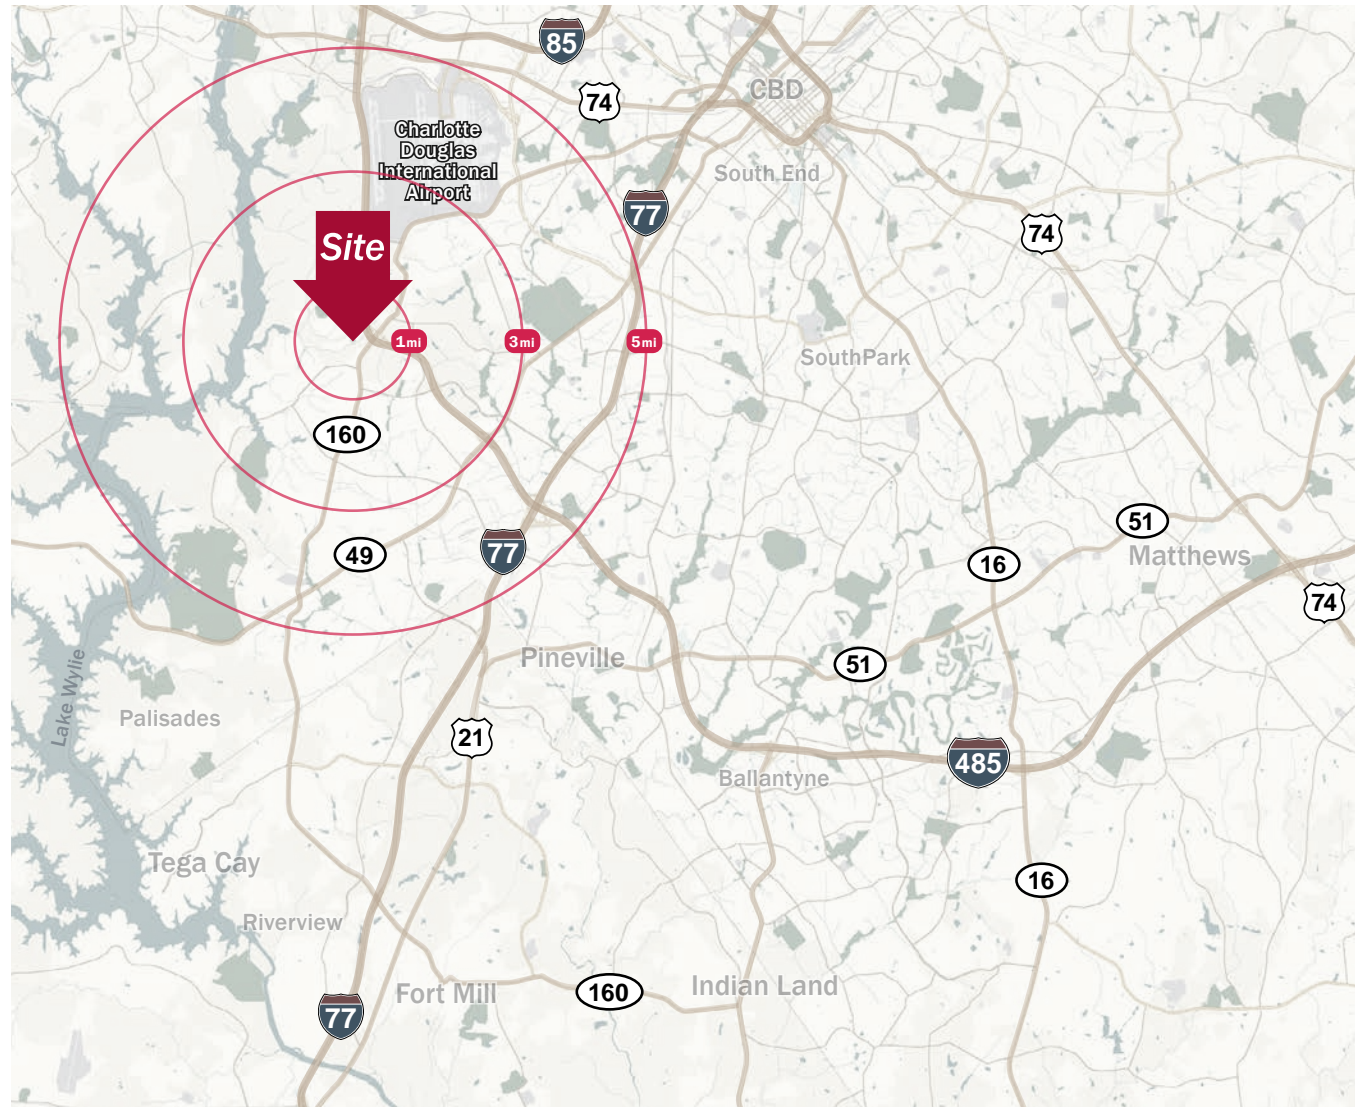 85
74
CBD
Charlotte
Douglas
International
Airport
South End
77
74
Site
1mi
3mi
5mi
SouthPark
160
51
Matthews
49
77
16
74
Pineville
51
Lake Wylie
Palisades
21
485
Ballantyne
Tega Cay
16
Riverview
Fort Mill
160
Indian Land
77